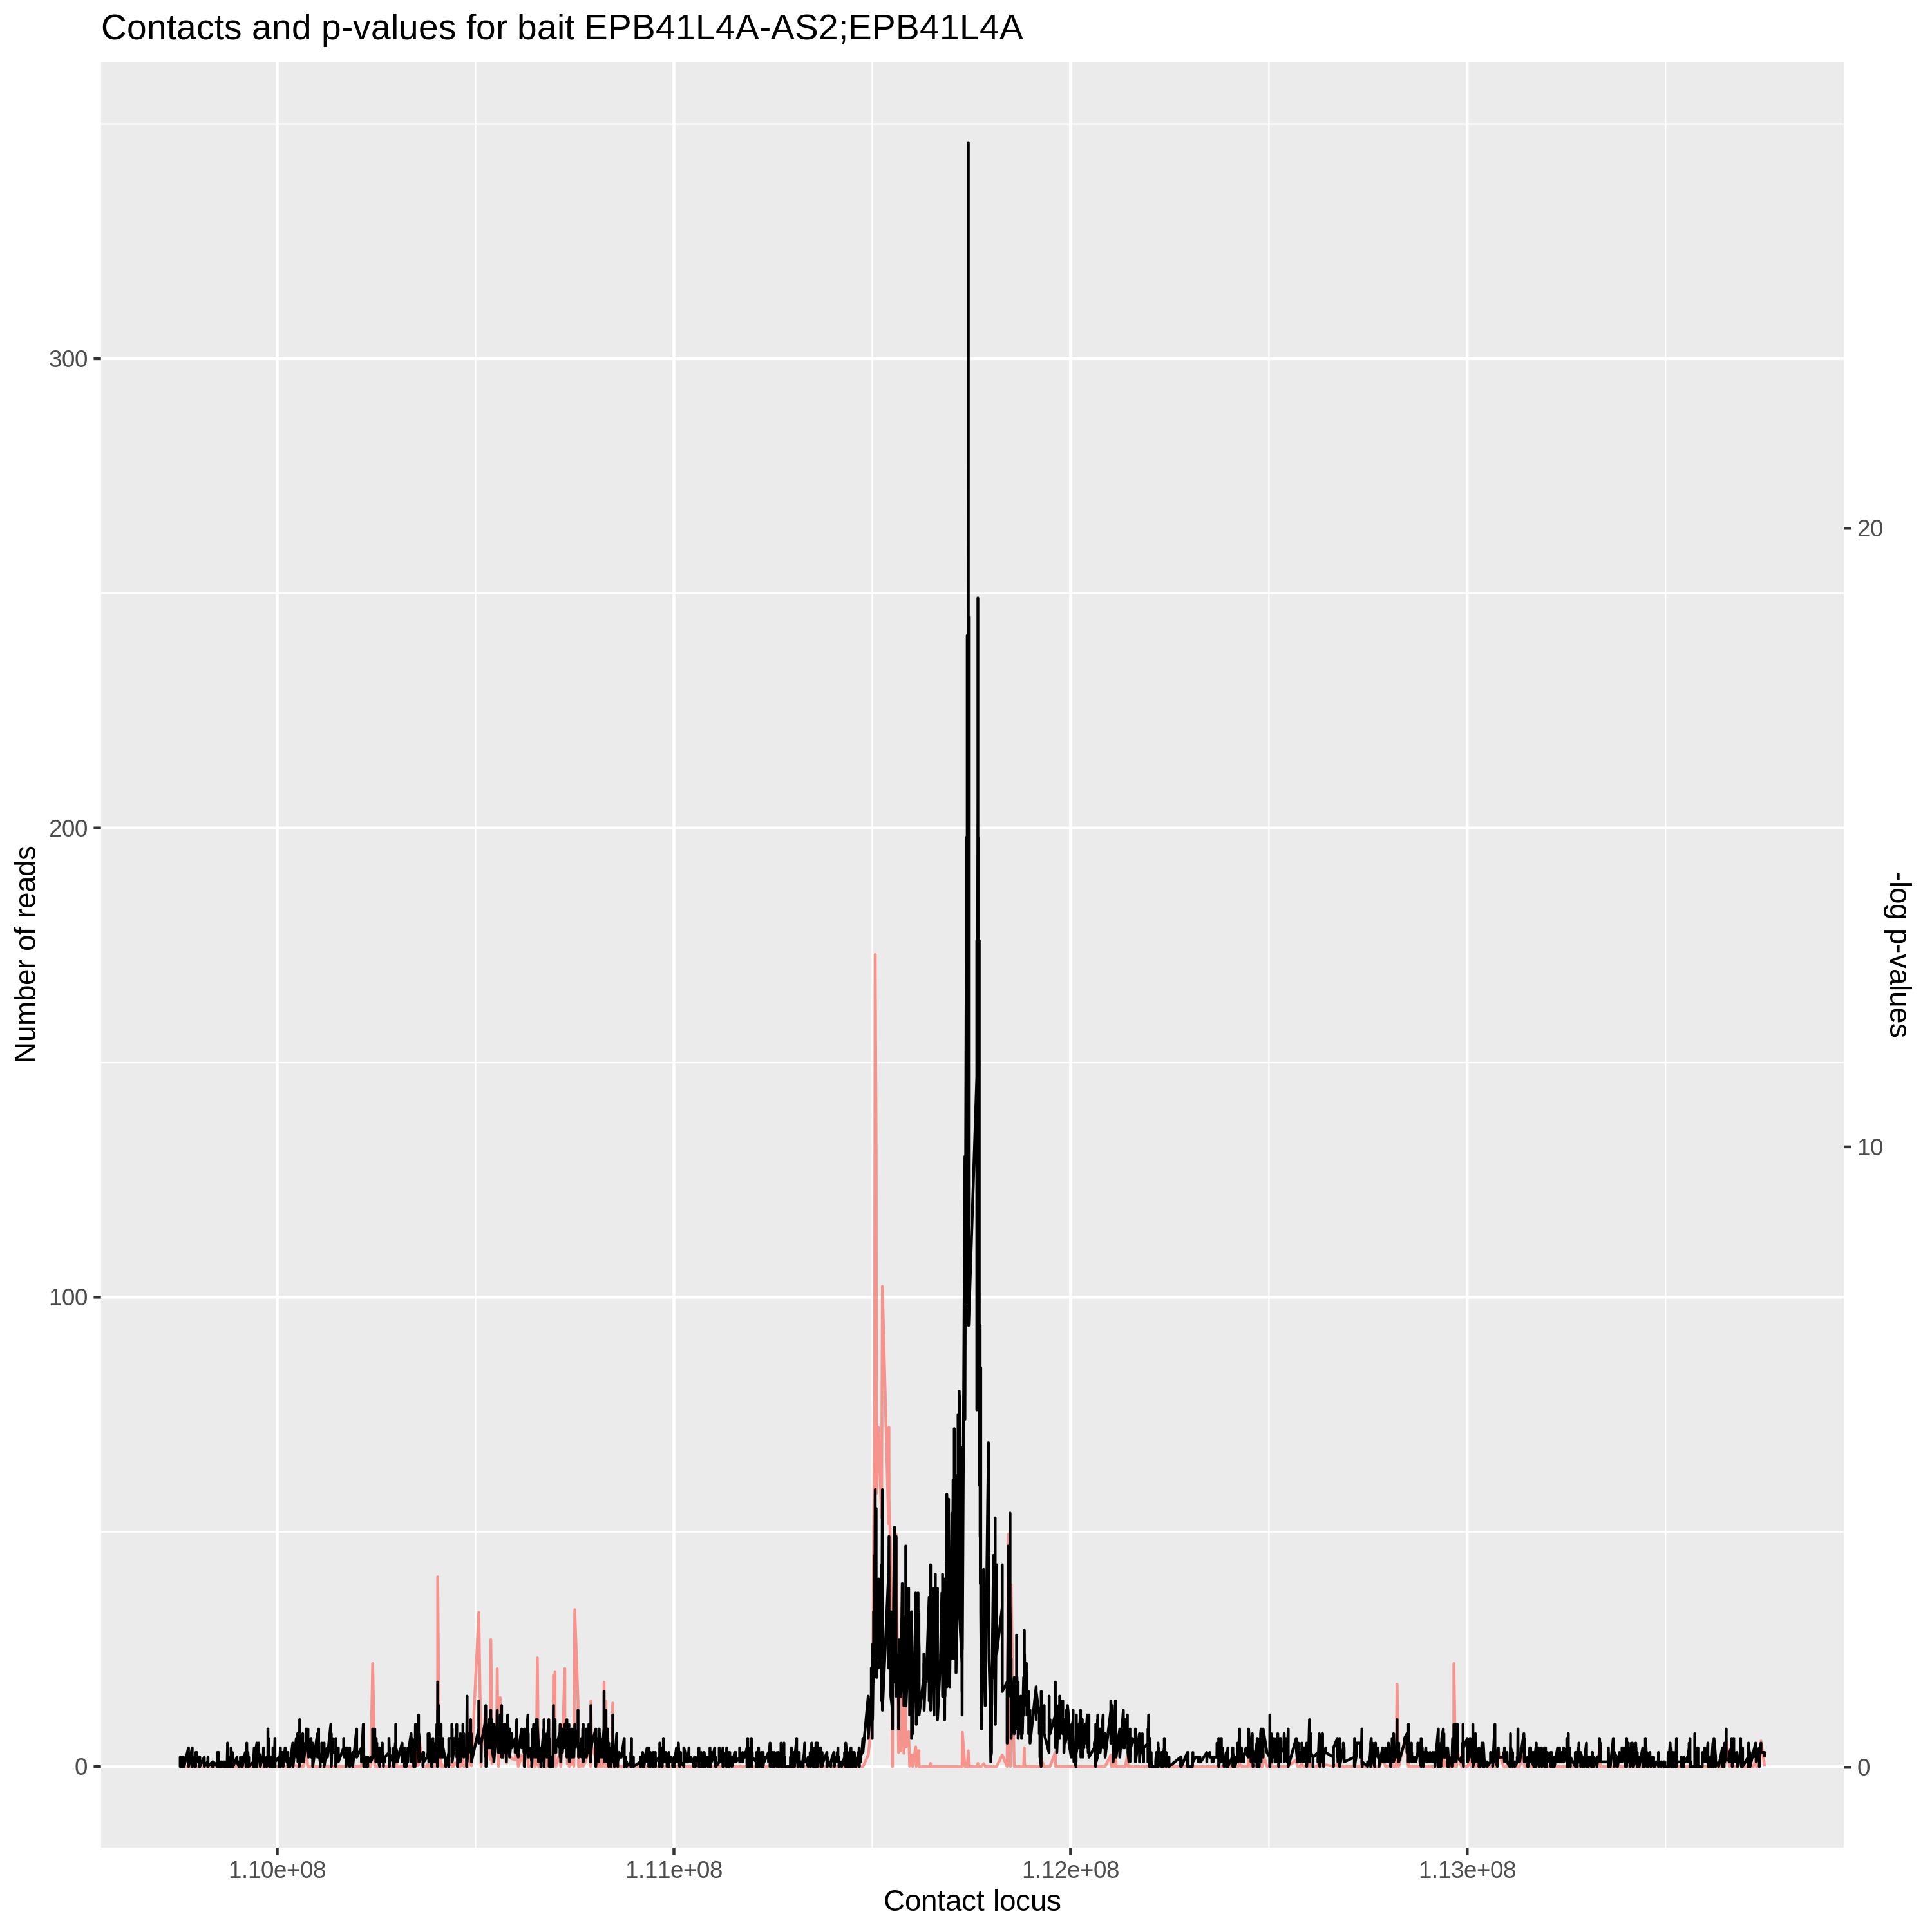 Contacts and p-values for bait EPB41L4A-AS2;EPB41L4A
300
200
100
0
Number of reads
20
10
0
-log p-values
1.10e+08
1.11e+08
1.12e+08
1.13e+08
Contact locus